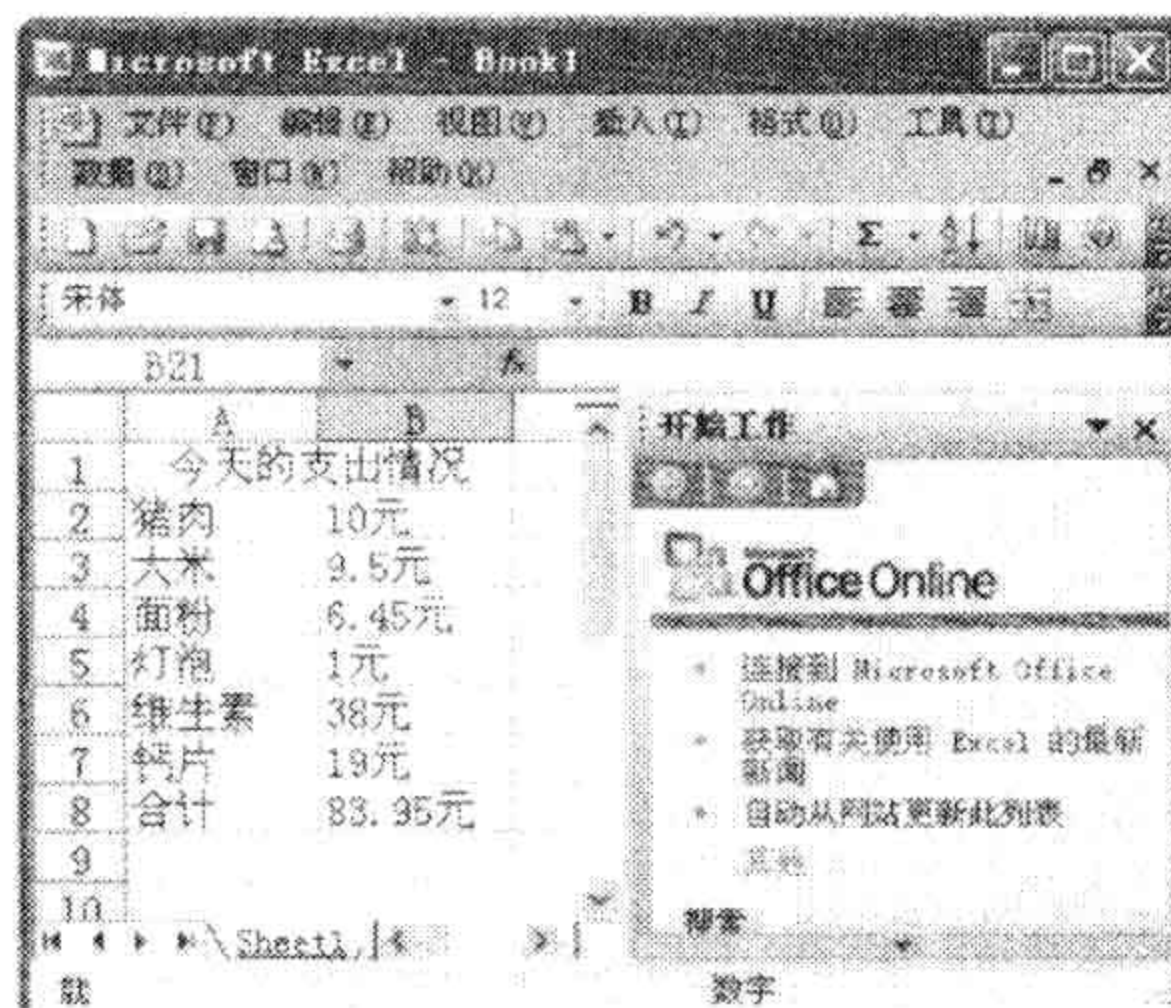 Microsoft Excel - Book1
文件(F) 编辑(E) 视图(V) 插入(I) 格式(O) 工具(T)
数据(D) 窗口(W) 帮助(H)
宋体 12 B I U
B21 fx
A B
1 今天的支出情况
2 猪肉 10元
3 大米 9.5元
4 面粉 6.45元
5 灯泡 1元
6 维生素 38元
7 钙片 19元
8 合计 83.95元
9
10
Sheet1
就
开始工作
Office Online
连接到 Microsoft Office
Online
获取有关使用 Excel 的最新
新闻
自动从网站更新此列表
其他
搜索
数字